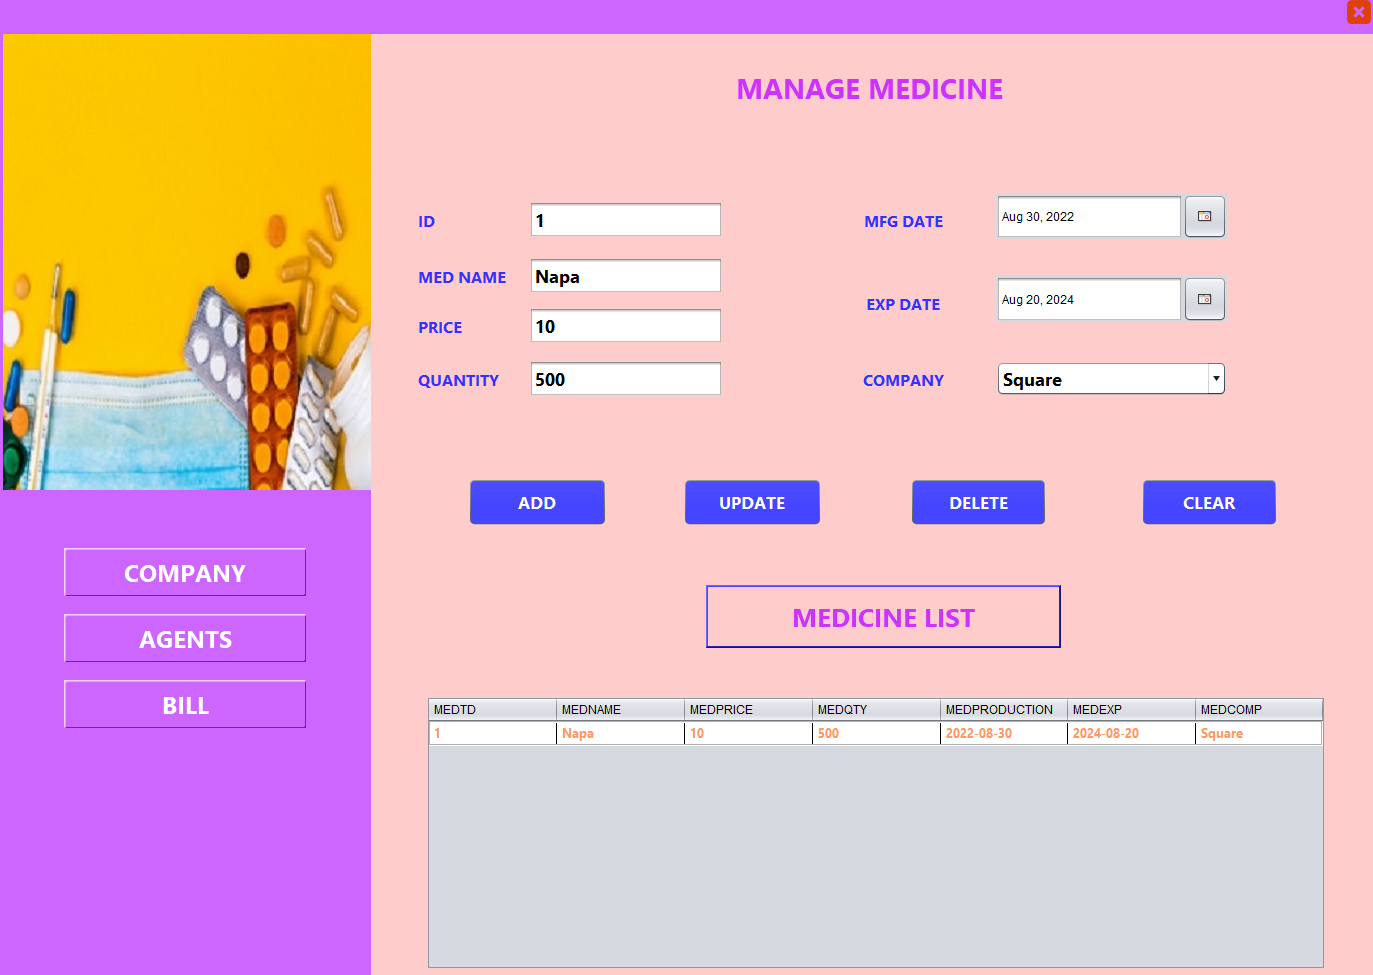 MANAGE MEDICINE
ID 1
MFG DATE Aug 30, 2022
MED NAME Napa
EXP DATE Aug 20, 2024
PRICE 10
QUANTITY 500
COMPANY Square
ADD UPDATE DELETE CLEAR
COMPANY
AGENTS
BILL
MEDICINE LIST
MEDTD MEDNAME MEDPRICE MEDQTY MEDPRODUCTION MEDEXP MEDCOMP
1 Napa 10 500 2022-08-30 2024-08-20 Square